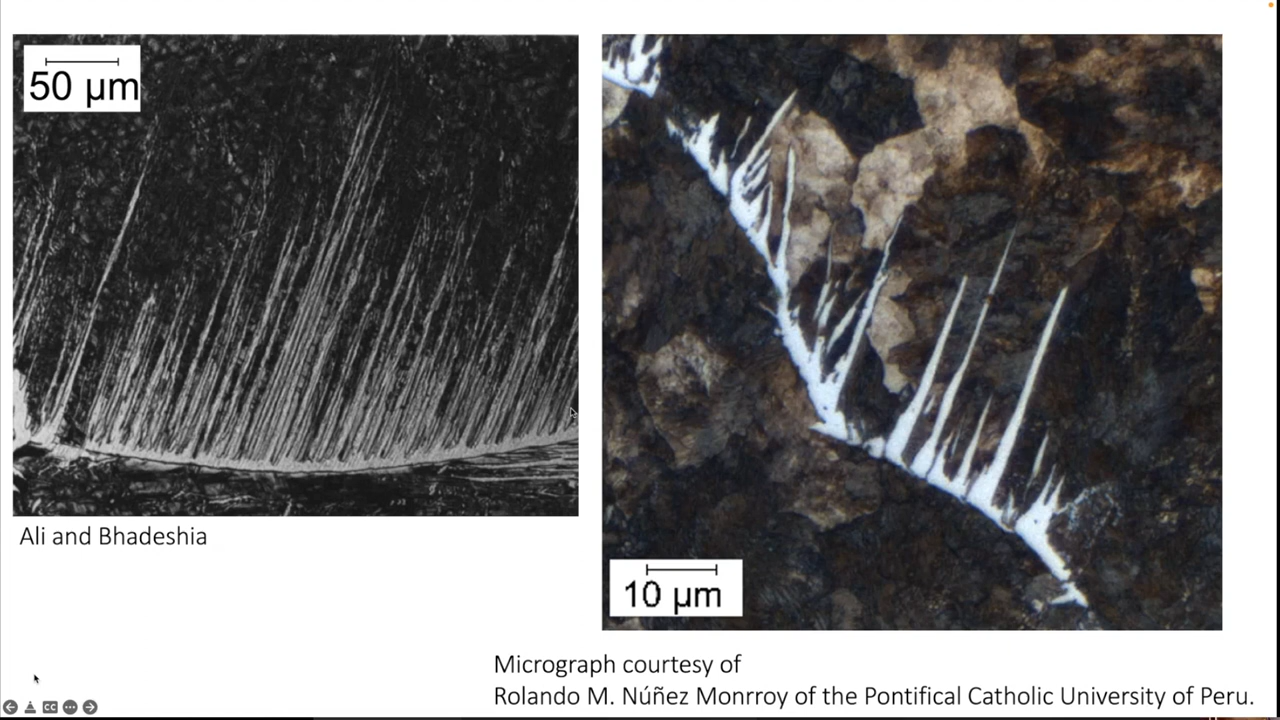 50 μm
Ali and Bhadeshia
10 μm
Micrograph courtesy of
Rolando M. Núñez Monrroy of the Pontifical Catholic University of Peru.
CC